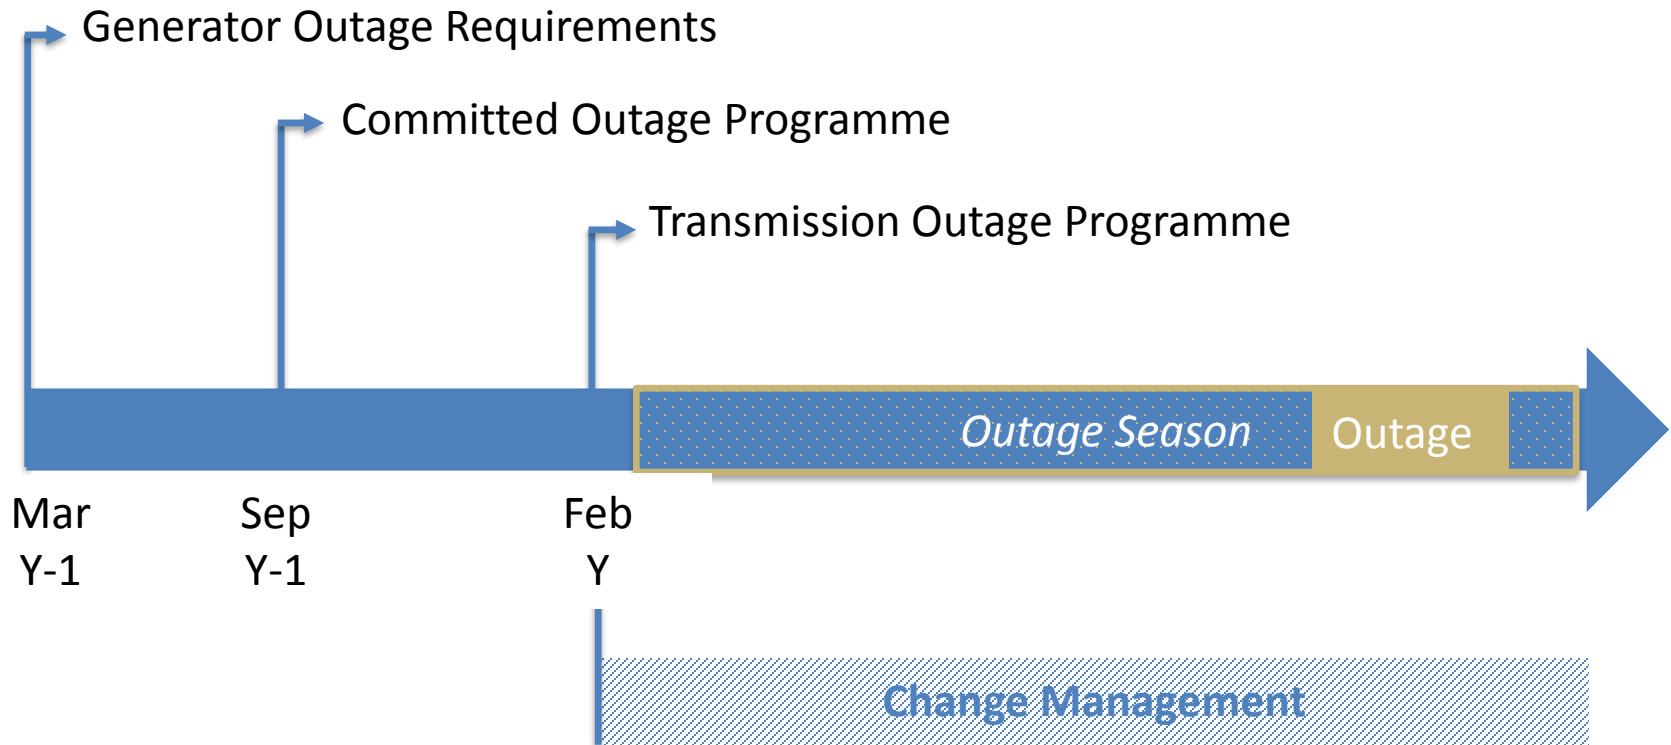 Generator Outage Requirements
Committed Outage Programme
Transmission Outage Programme
Outage Season
Outage
Mar
Y-1
Sep
Y-1
Feb
Y
Change Management